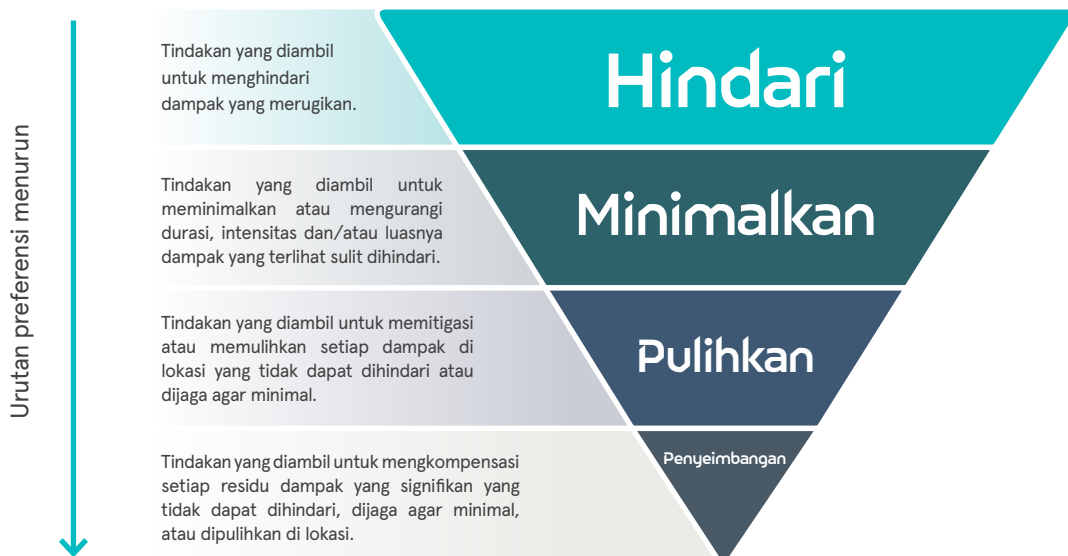 Urutan preferensi menurun
Tindakan yang diambil
untuk menghindari
dampak yang merugikan.
Hindari
Tindakan yang diambil untuk
meminimalkan atau mengurangi
durasi, intensitas dan/atau luasnya
dampak yang terlihat sulit dihindari.
Minimalkan
Tindakan yang diambil untuk memitigasi
atau memulihkan setiap dampak di
lokasi yang tidak dapat dihindari atau
dijaga agar minimal.
Pulihkan
Tindakan yang diambil untuk mengkompensasi
setiap residu dampak yang signifikan yang
tidak dapat dihindari, dijaga agar minimal,
atau dipulihkan di lokasi.
Penyeimbangan